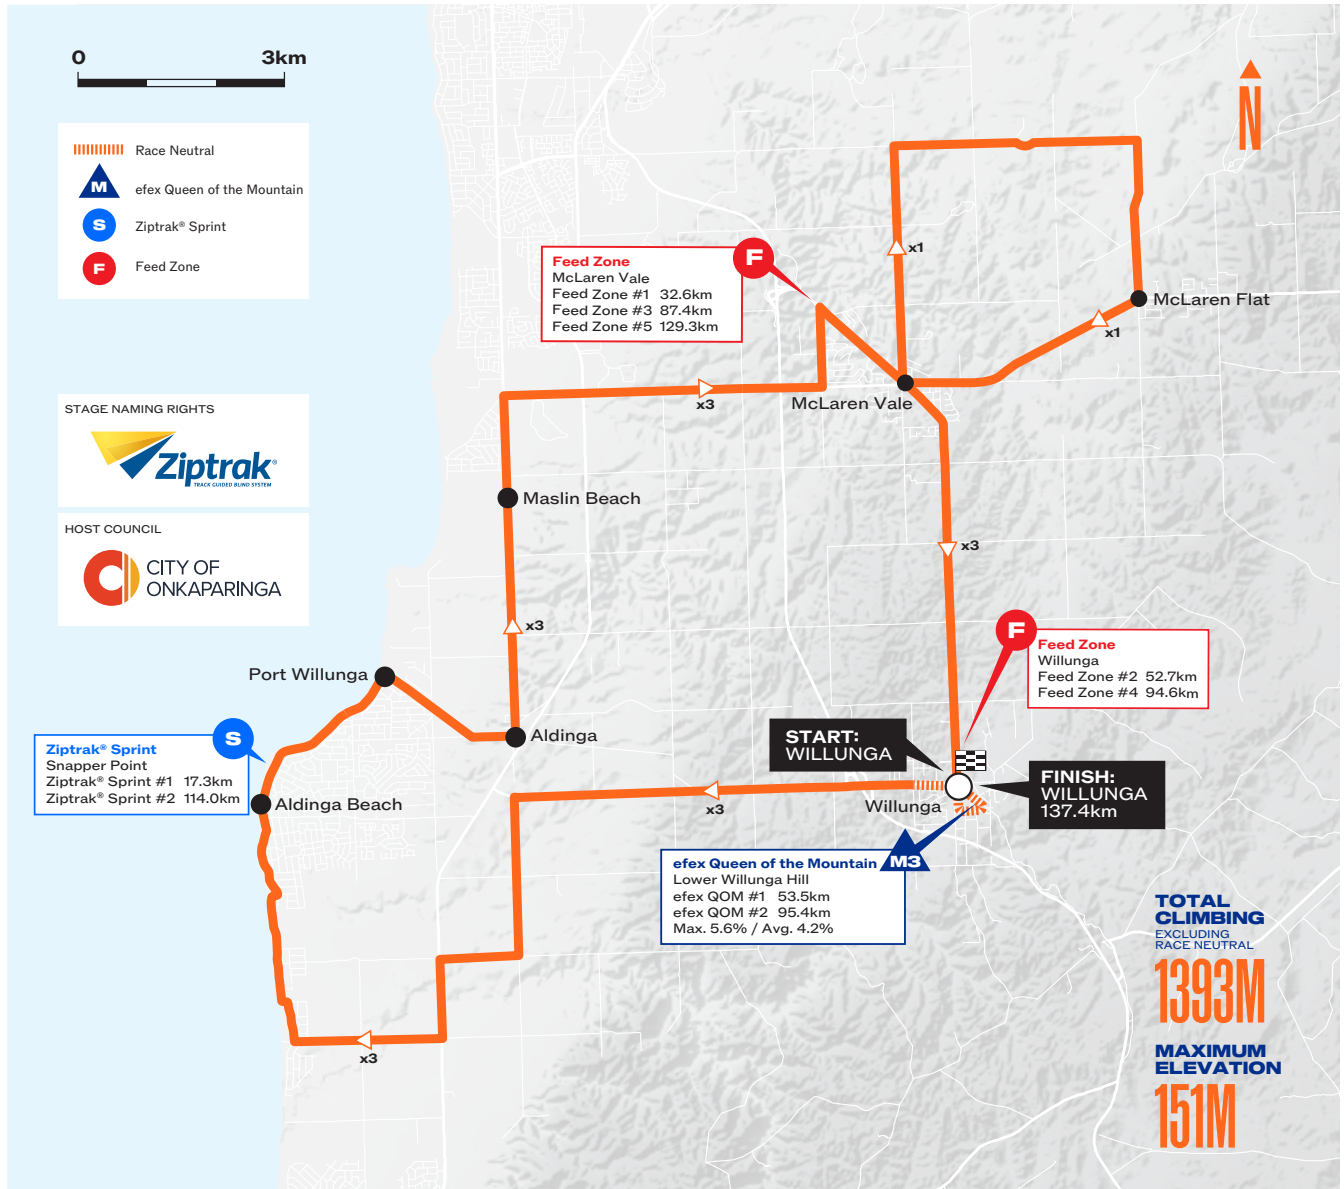 0 3km
N
Race Neutral
M efex Queen of the Mountain
S Ziptrak® Sprint
F Feed Zone
F
Feed Zone
McLaren Vale
Feed Zone #1 32.6km
Feed Zone #3 87.4km
Feed Zone #5 129.3km
x1
McLaren Flat
x1
x3
McLaren Vale
STAGE NAMING RIGHTS
Ziptrak®
TRACK GUIDED BLIND SYSTEM
Maslin Beach
HOST COUNCIL
CITY OF
ONKAPARINGA
x3
x3
F
Feed Zone
Willunga
Feed Zone #2 52.7km
Feed Zone #4 94.6km
Port Willunga
S
Ziptrak® Sprint
Snapper Point
Ziptrak® Sprint #1 17.3km
Ziptrak® Sprint #2 114.0km
Aldinga
START:
WILLUNGA
FINISH:
WILLUNGA
137.4km
Aldinga Beach
x3
Willunga
M3
efex Queen of the Mountain
Lower Willunga Hill
efex QOM #1 53.5km
efex QOM #2 95.4km
Max. 5.6% / Avg. 4.2%
x3
TOTAL
CLIMBING
EXCLUDING
RACE NEUTRAL
1393M
MAXIMUM
ELEVATION
151M